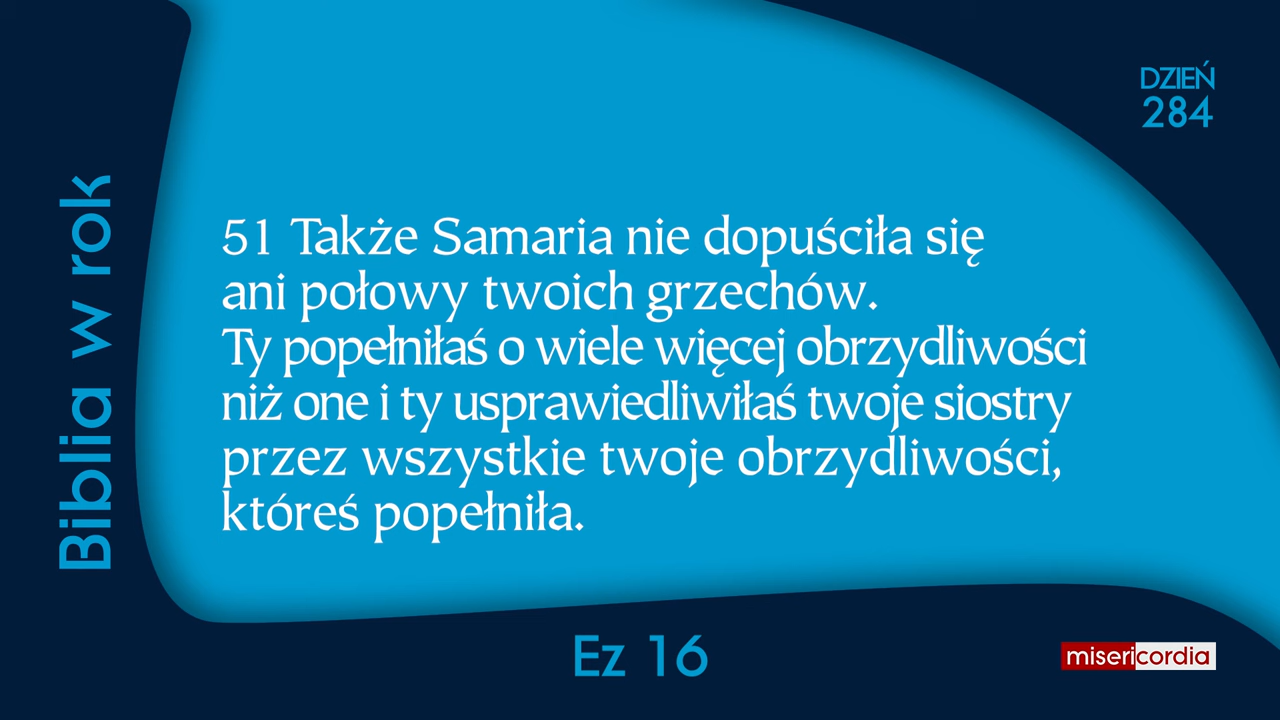 DZIEŃ
284
Biblia w rok
51 Także Samaria nie dopuściła się
ani połowy twoich grzechów.
Ty popełniłaś o wiele więcej obrzydliwości
niż one i ty usprawiedliwiłaś twoje siostry
przez wszystkie twoje obrzydliwości,
któreś popełniła.
Ez 16
misericordia